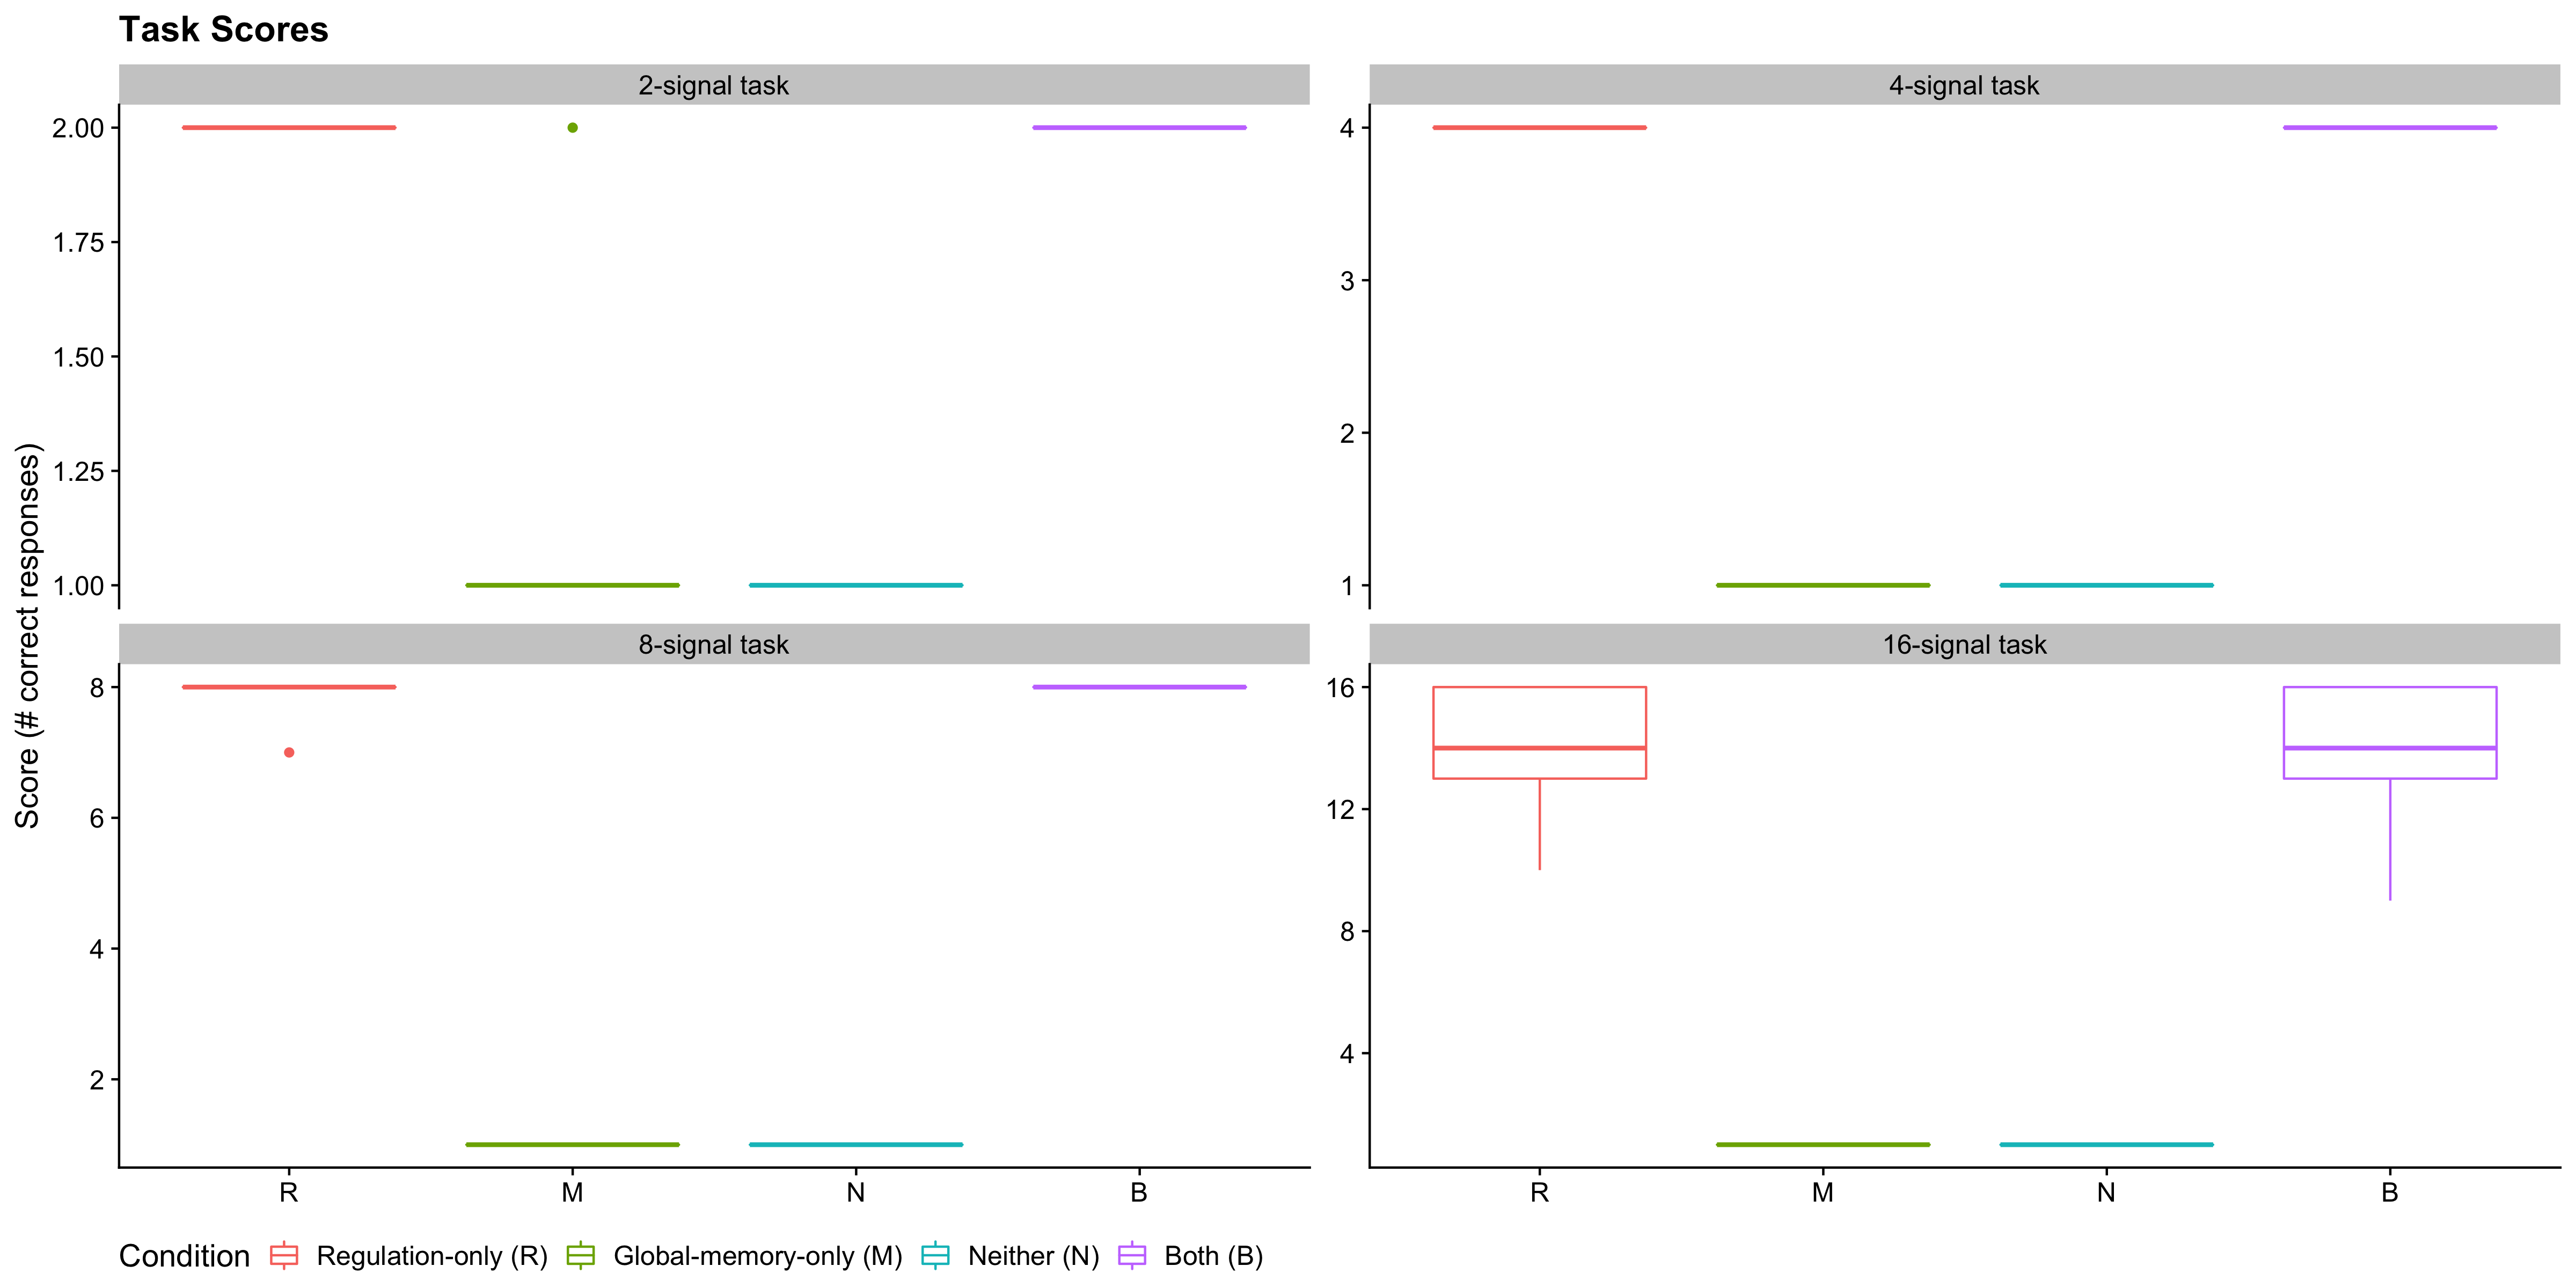 Task Scores
2-signal task
4-signal task
2.00
1.75
1.50
1.25
1.00
4
3
2
1
Score (# correct responses)
8-signal task
16-signal task
8
6
4
2
16
12
8
4
R M N B
R M N B
Condition Regulation-only (R) Global-memory-only (M) Neither (N) Both (B)